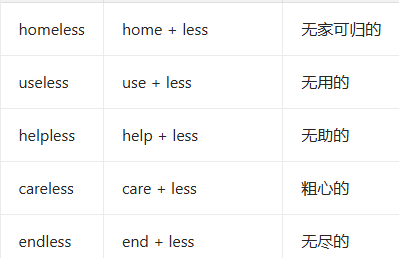 homeless home + less 无家可归的
useless use + less 无用的
helpless help + less 无助的
careless care + less 粗心的
endless end + less 无尽的